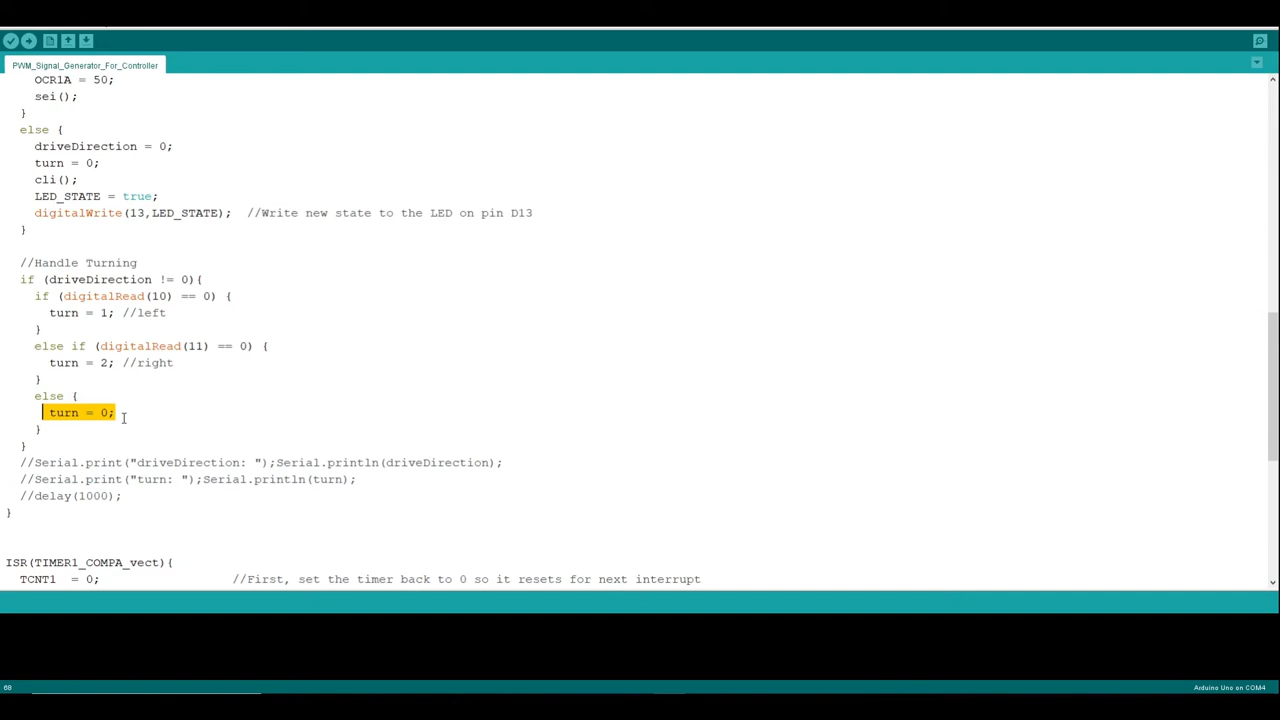 PWM_Signal_Generator_For_Controller
OCR1A = 50;
sei();
}
else {
driveDirection = 0;
turn = 0;
cli();
LED_STATE = true;
digitalWrite(13,LED_STATE); //Write new state to the LED on pin D13
}
//Handle Turning
if (driveDirection != 0){
if (digitalRead(10) == 0) {
turn = 1; //left
}
else if (digitalRead(11) == 0) {
turn = 2; //right
}
else {
turn = 0;
}
}
//Serial.print("driveDirection: ");Serial.println(driveDirection);
//Serial.print("turn: ");Serial.println(turn);
//delay(1000);
}
ISR(TIMER1_COMPA_vect){
TCNT1 = 0; //First, set the timer back to 0 so it resets for next interrupt
68
Arduino Uno on COM4